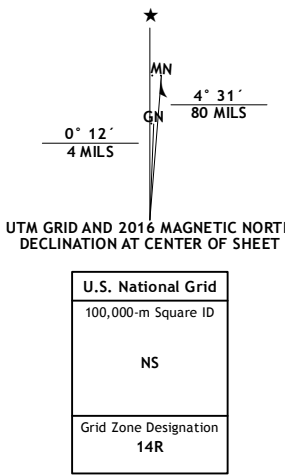 MN
4° 31´
80 MILS
GN
0° 12´
4 MILS
UTM GRID AND 2016 MAGNETIC NORTH
DECLINATION AT CENTER OF SHEET
U.S. National Grid
100,000-m Square ID
NS
Grid Zone Designation
14R